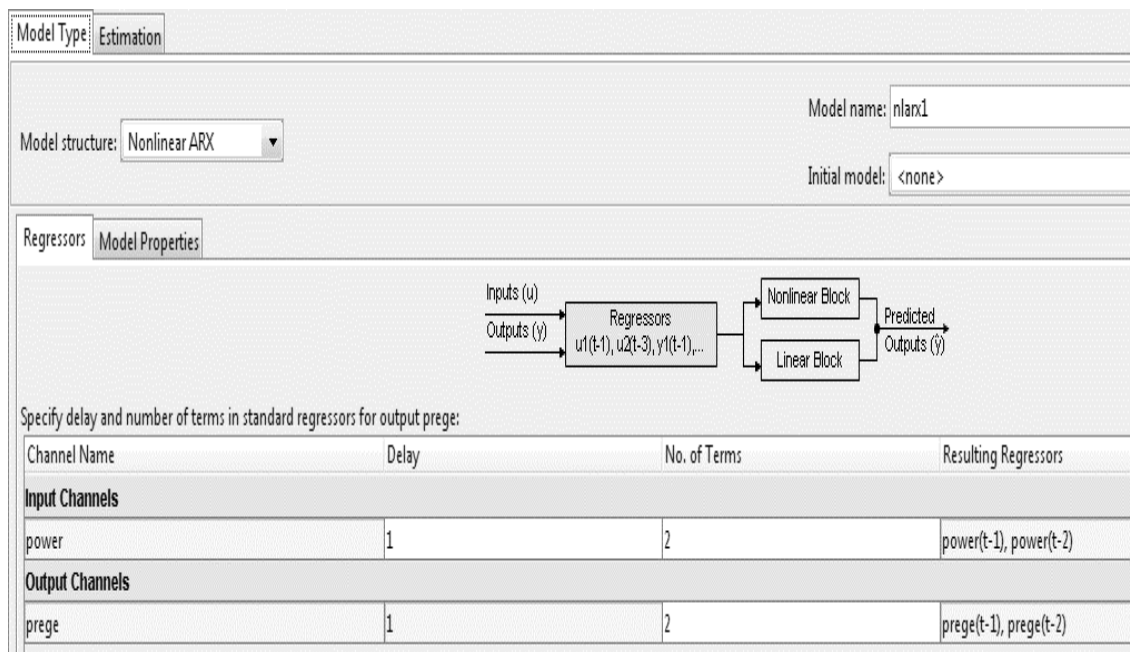 Model Type Estimation
Model name: nlarx1
Model structure: Nonlinear ARX
Initial model: <none>
Regressors Model Properties
Inputs (u)
Outputs (y)
Regressors
u1(t-1), u2(t-3), y1(t-1),...
Nonlinear Block
Linear Block
Predicted
Outputs (ŷ)
Specify delay and number of terms in standard regressors for output prege:
Channel Name Delay No. of Terms Resulting Regressors
Input Channels
power 1 2 power(t-1), power(t-2)
Output Channels
prege 1 2 prege(t-1), prege(t-2)